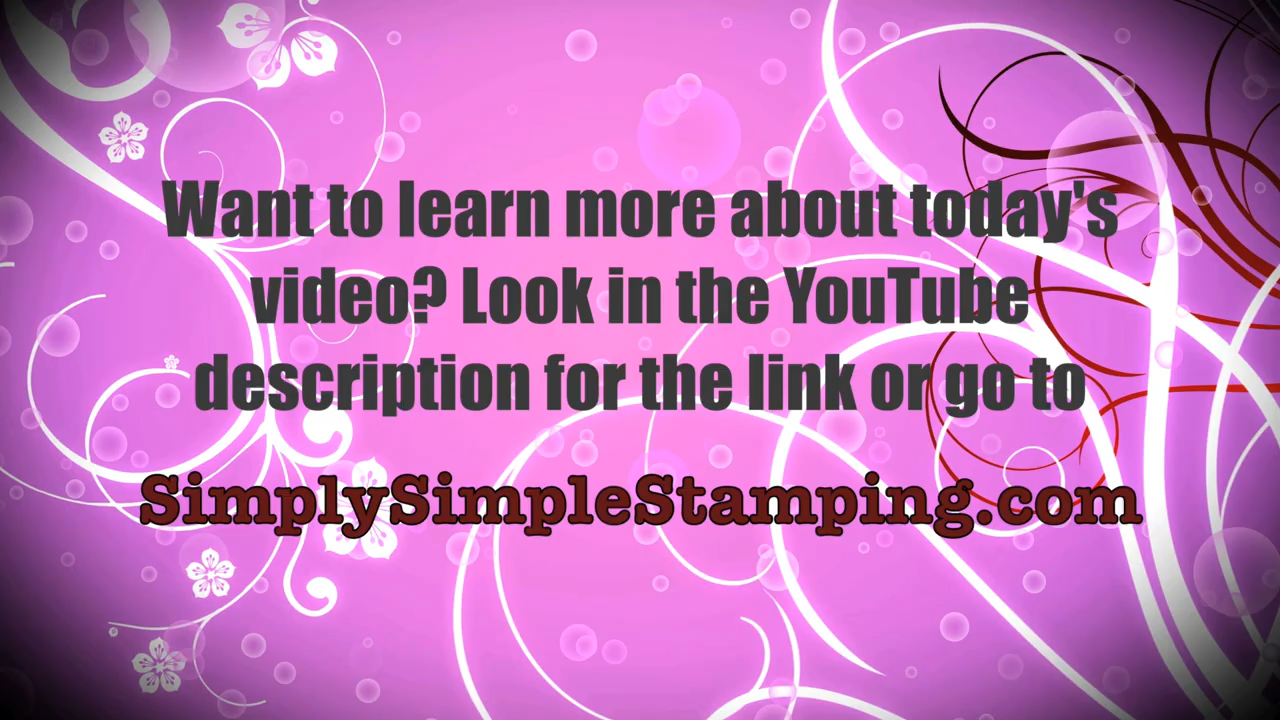 Want to learn more about today's
video? Look in the YouTube
description for the link or go to
SimplySimpleStamping.com